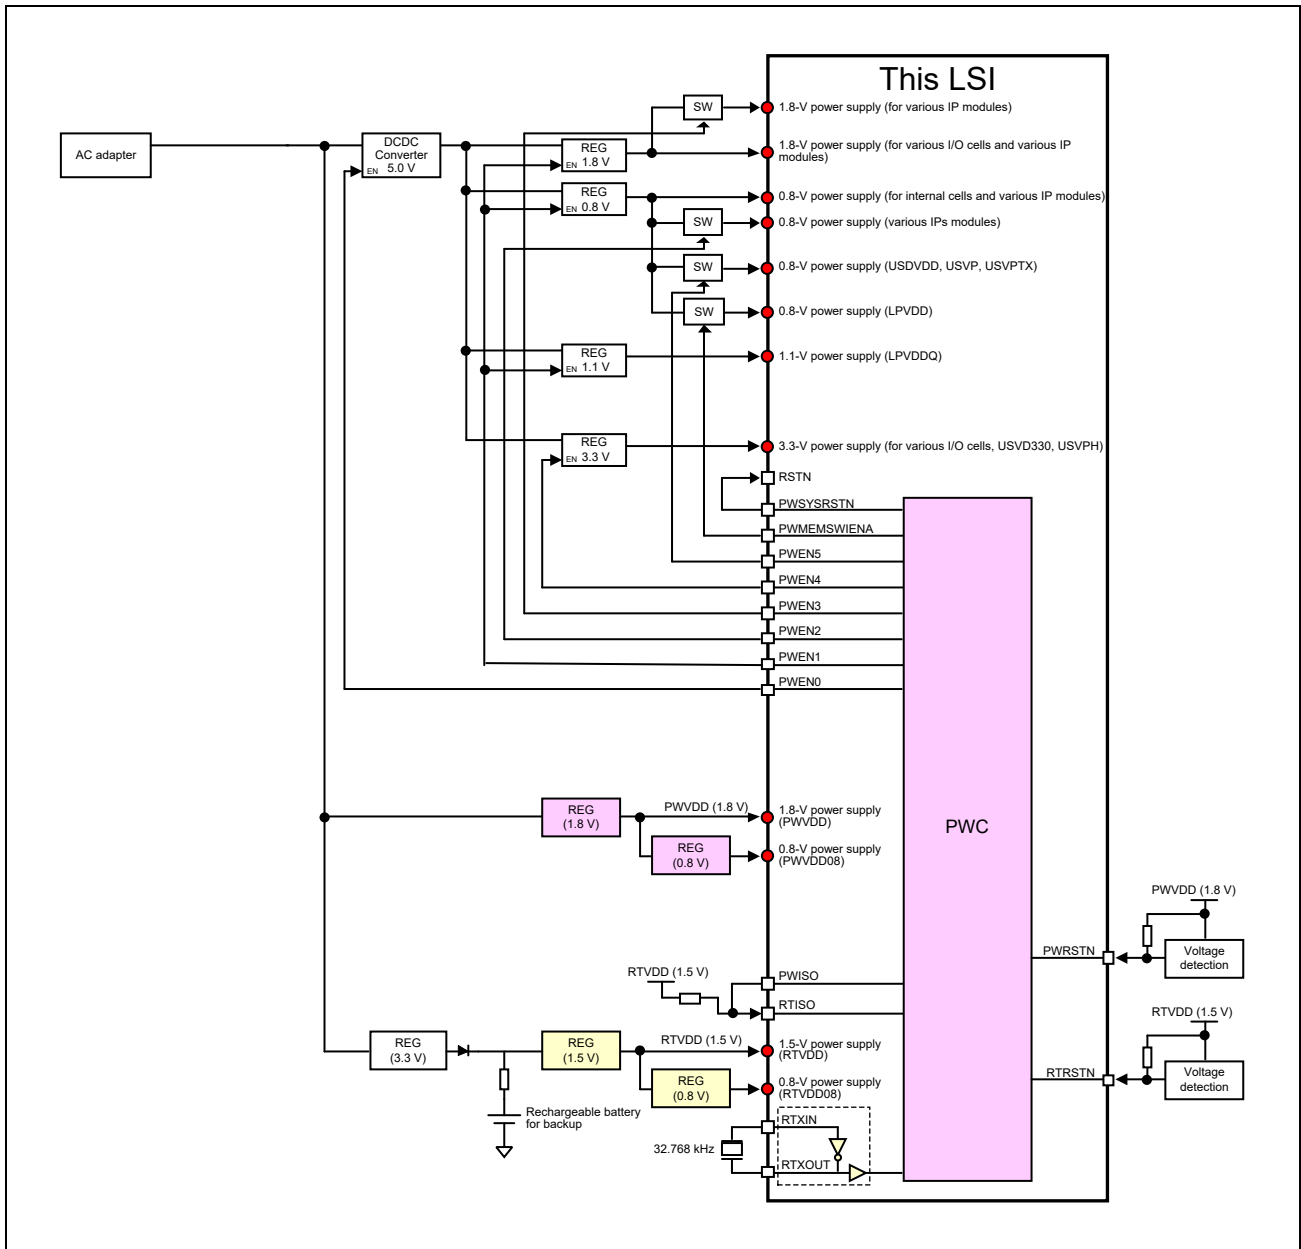 This LSI
SW
1.8-V power supply (for various IP modules)
AC adapter
DCDC
Converter
EN 5.0 V
REG
EN 1.8 V
1.8-V power supply (for various I/O cells and various IP
modules)
REG
EN 0.8 V
0.8-V power supply (for internal cells and various IP modules)
SW
0.8-V power supply (various IPs modules)
SW
0.8-V power supply (USDVDD, USVP, USVPTX)
SW
0.8-V power supply (LPVDD)
REG
EN 1.1 V
1.1-V power supply (LPVDDQ)
REG
EN 3.3 V
3.3-V power supply (for various I/O cells, USVD330, USVPH)
RSTN
PWSYSRSTN
PWMEMSWIENA
PWEN5
PWEN4
PWEN3
PWEN2
PWEN1
PWEN0
PWC
REG
(1.8 V)
PWVDD (1.8 V)
1.8-V power supply
(PWVDD)
REG
(0.8 V)
0.8-V power supply
(PWVDD08)
PWVDD (1.8 V)
PWRSTN
Voltage
detection
RTVDD (1.5 V)
PWISO
RTISO
RTVDD (1.5 V)
RTRSTN
Voltage
detection
REG
(3.3 V)
REG
(1.5 V)
RTVDD (1.5 V)
1.5-V power supply
(RTVDD)
REG
(0.8 V)
0.8-V power supply
(RTVDD08)
Rechargeable battery
for backup
32.768 kHz
RTXIN
RTXOUT